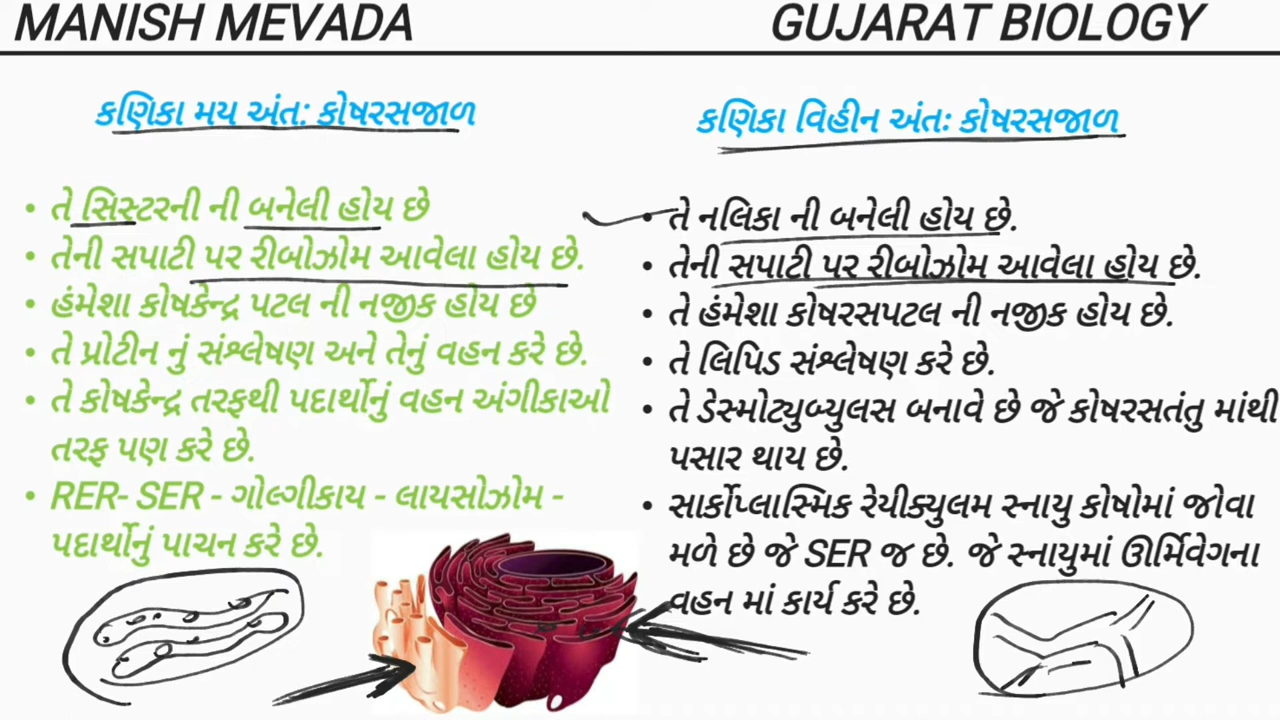 MANISH MEVADA
GUJARAT BIOLOGY
કણિકા મય અંત: કોષરસજાળ
• તે સિસ્ટરની ની બનેલી હોય છે
• તેની સપાટી પર રીબોઝોમ આવેલા હોય છે.
• હંમેશા કોષકેન્દ્ર પટલ ની નજીક હોય છે
• તે પ્રોટીન નું સંશ્લેષણ અને તેનું વહન કરે છે.
• તે કોષકેન્દ્ર તરફથી પદાર્થોનું વહન અંગીકાઓ
તરફ પણ કરે છે.
• RER- SER - ગોલ્ગીકાય - લાયસોઝોમ -
પદાર્થોનું પાચન કરે છે.
કણિકા વિહીન અંતઃ કોષરસજાળ
• તે નલિકા ની બનેલી હોય છે.
• તેની સપાટી પર રીબોઝોમ આવેલા હોય છે.
• તે હંમેશા કોષરસપટલ ની નજીક હોય છે.
• તે લિપિડ સંશ્લેષણ કરે છે.
• તે ડેસ્મોટ્યુબ્યુલસ બનાવે છે જે કોષરસતંતુ માંથી
પસાર થાય છે.
• સાર્કોપ્લાસ્મિક રેયીક્યુલમ સ્નાયુ કોષોમાં જોવા
મળે છે જે SER જ છે. જે સ્નાયુમાં ઊર્મિવેગના
વહન માં કાર્ય કરે છે.